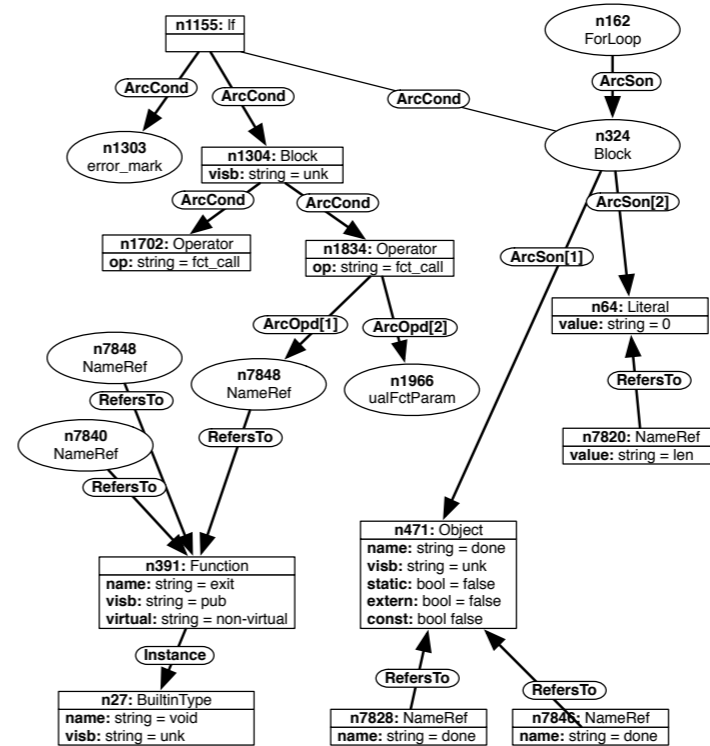 n1155: If
n162
ForLoop
ArcSon
ArcCond
ArcCond
ArcCond
n1303
error_mark
n324
Block
n1304: Block
visb: string = unk
ArcCond
ArcCond
ArcSon[2]
n1702: Operator
op: string = fct_call
n1834: Operator
op: string = fct_call
ArcSon[1]
n64: Literal
value: string = 0
ArcOpd[1]
ArcOpd[2]
n7848
NameRef
n7848
NameRef
n1966
ualFctParam
RefersTo
RefersTo
RefersTo
n7840
NameRef
n7820: NameRef
value: string = len
RefersTo
n471: Object
name: string = done
visb: string = unk
static: bool = false
extern: bool = false
const: bool false
n391: Function
name: string = exit
visb: string = pub
virtual: string = non-virtual
Instance
RefersTo
RefersTo
n27: BuiltinType
name: string = void
visb: string = unk
n7828: NameRef
name: string = done
n7846: NameRef
name: string = done